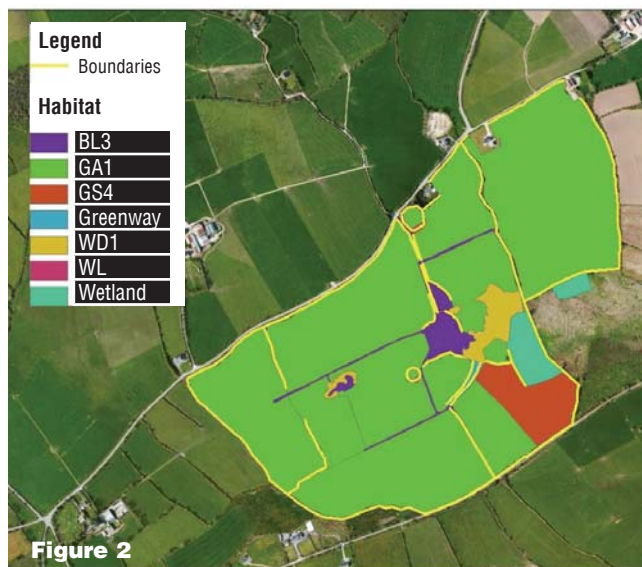 Legend
Boundaries
Habitat
BL3
GA1
GS4
Greenway
WD1
WL
Wetland
Figure 2